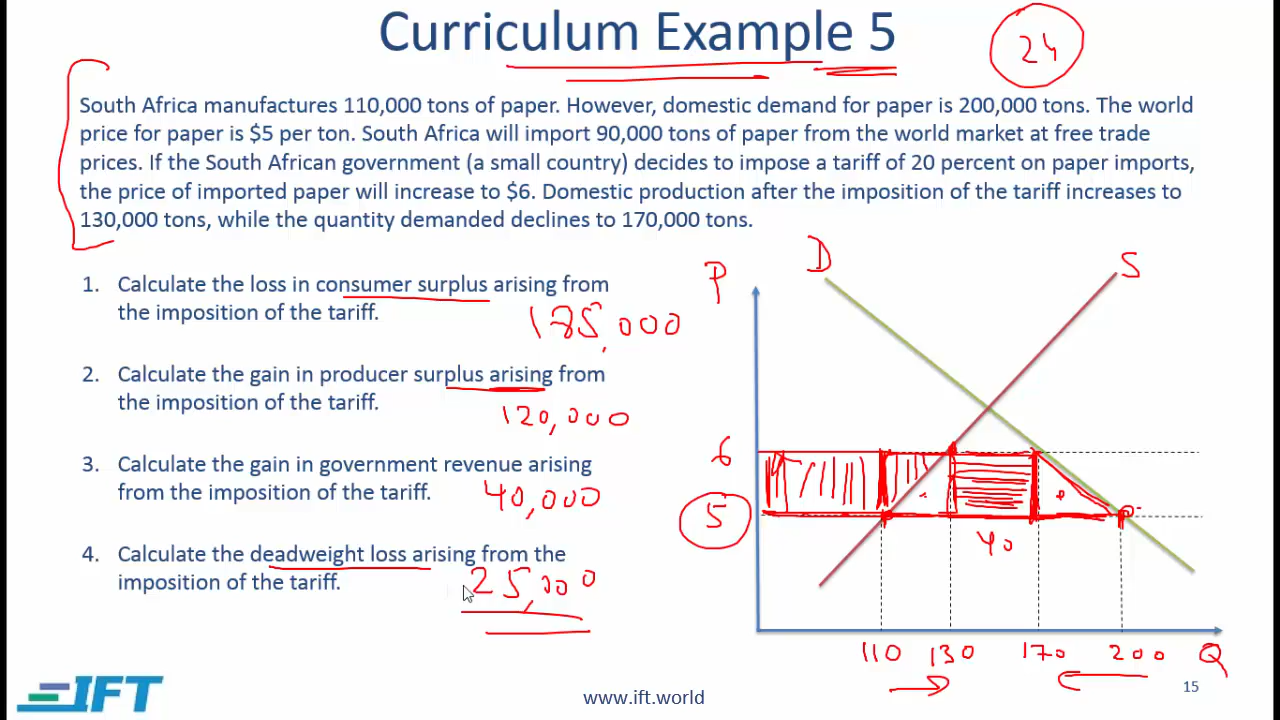 Curriculum Example 5
24
South Africa manufactures 110,000 tons of paper. However, domestic demand for paper is 200,000 tons. The world
price for paper is $5 per ton. South Africa will import 90,000 tons of paper from the world market at free trade
prices. If the South African government (a small country) decides to impose a tariff of 20 percent on paper imports,
the price of imported paper will increase to $6. Domestic production after the imposition of the tariff increases to
130,000 tons, while the quantity demanded declines to 170,000 tons.
1. Calculate the loss in consumer surplus arising from
the imposition of the tariff.
185,000
2. Calculate the gain in producer surplus arising from
the imposition of the tariff.
120,000
3. Calculate the gain in government revenue arising
from the imposition of the tariff.
40,000
4. Calculate the deadweight loss arising from the
imposition of the tariff.
25,000
P
D
S
6
5
40
110 130 170 200 Q
IFT
www.ift.world
15